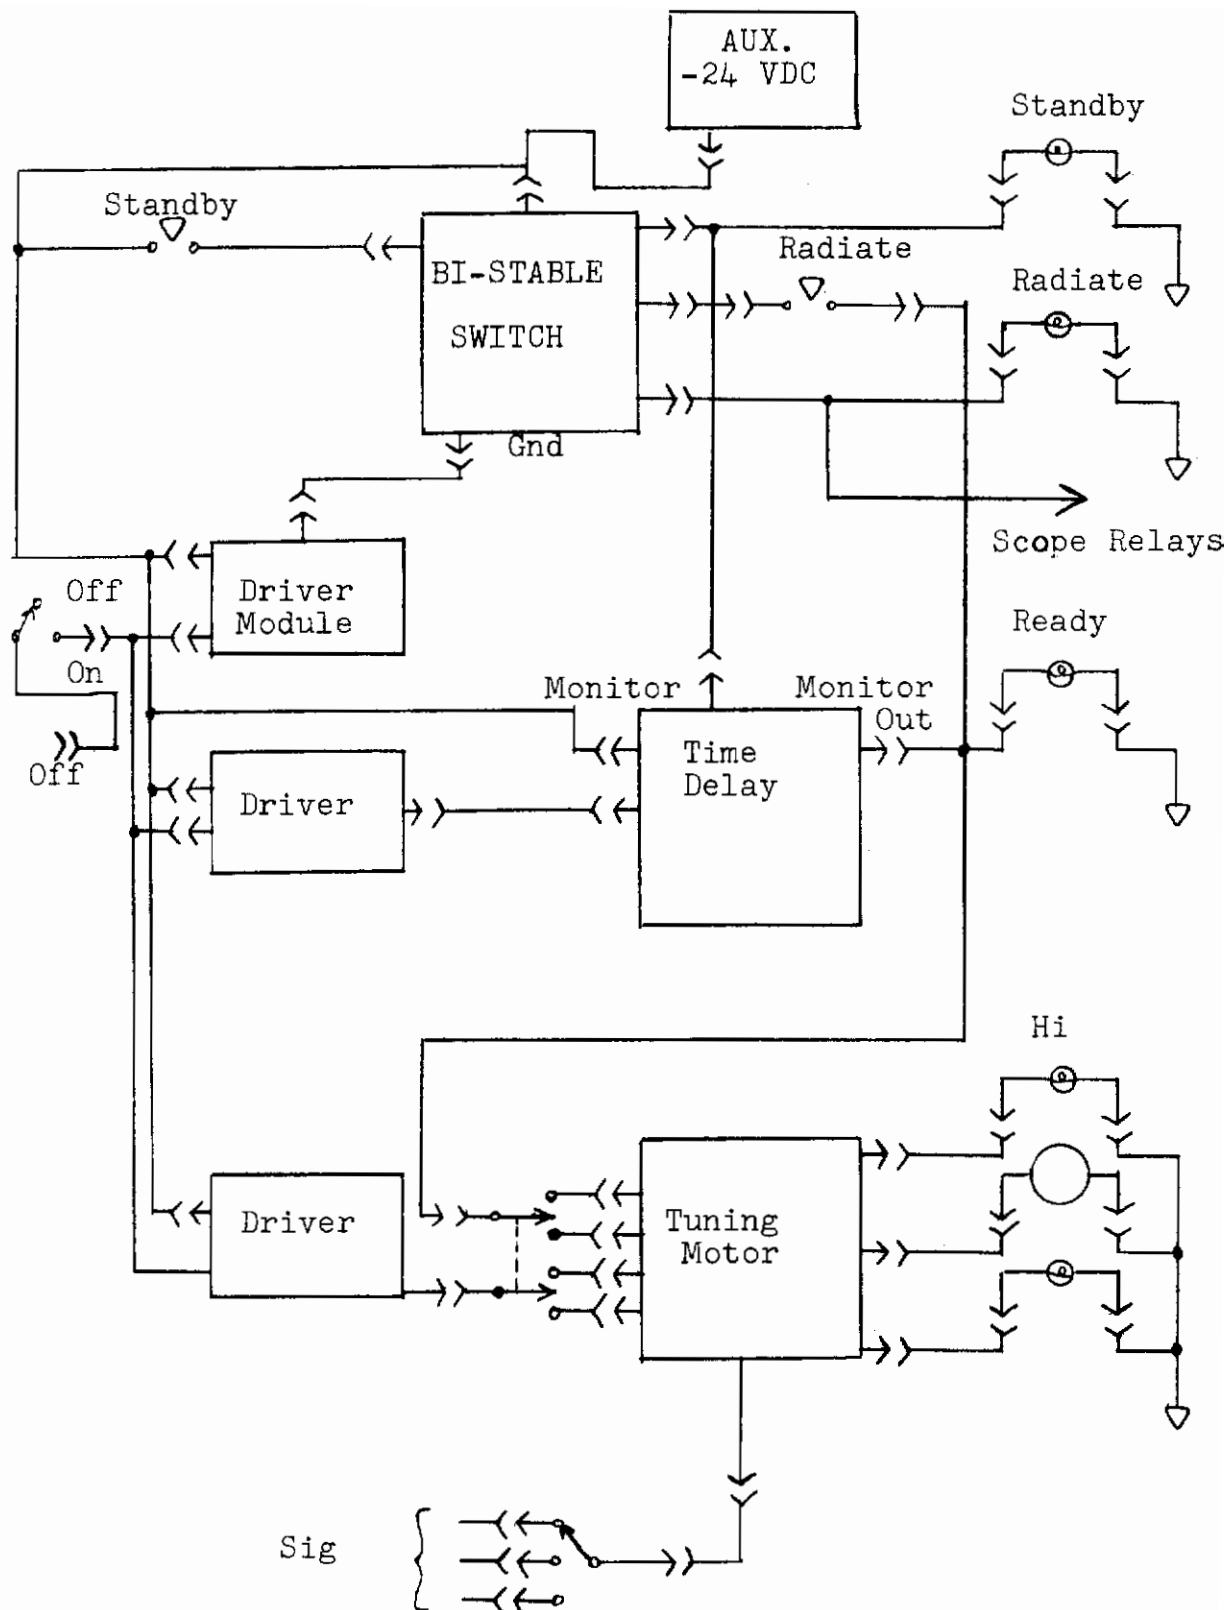 AUX.
-24 VDC
Standby
Standby
Radiate
BI-STABLE
SWITCH
Radiate
Gnd
Scope Relays
Off
Driver
Module
On
Ready
Monitor
Monitor
Out
Off
Time
Delay
Driver
Hi
Driver
Tuning
Motor
Sig